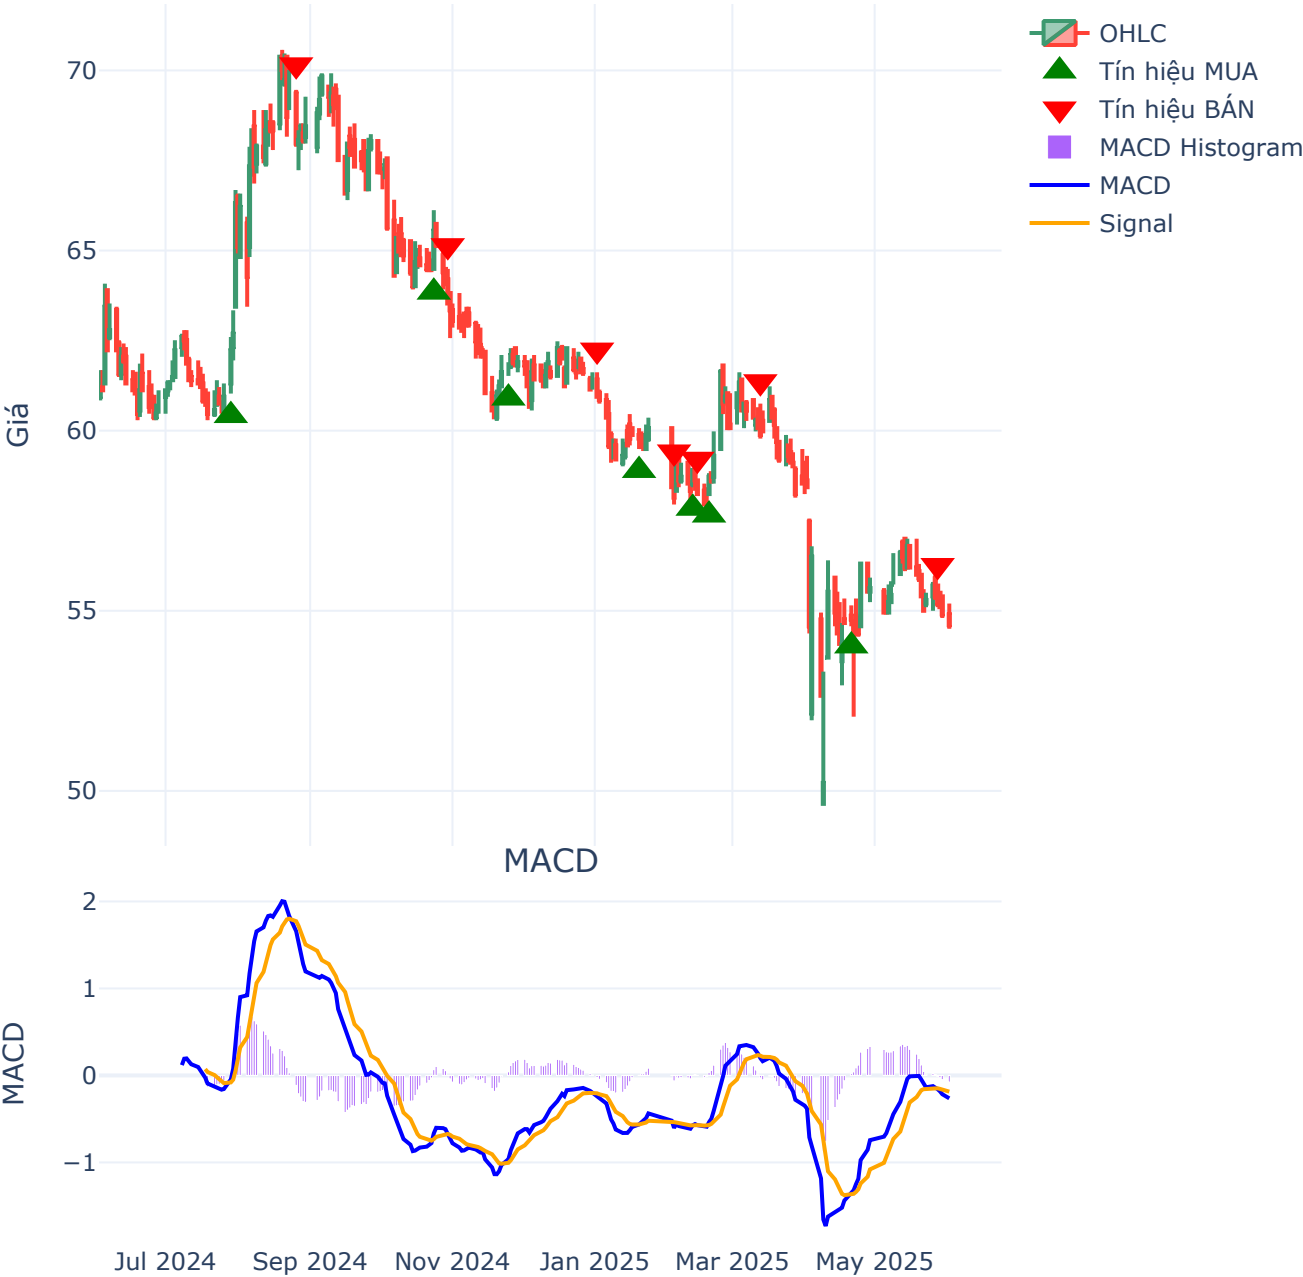 OHLC
Tín hiệu MUA
Tín hiệu BÁN
MACD Histogram
MACD
Signal
Giá
70
65
60
55
50
MACD
MACD
2
1
0
−1
Jul 2024
Sep 2024
Nov 2024
Jan 2025
Mar 2025
May 2025